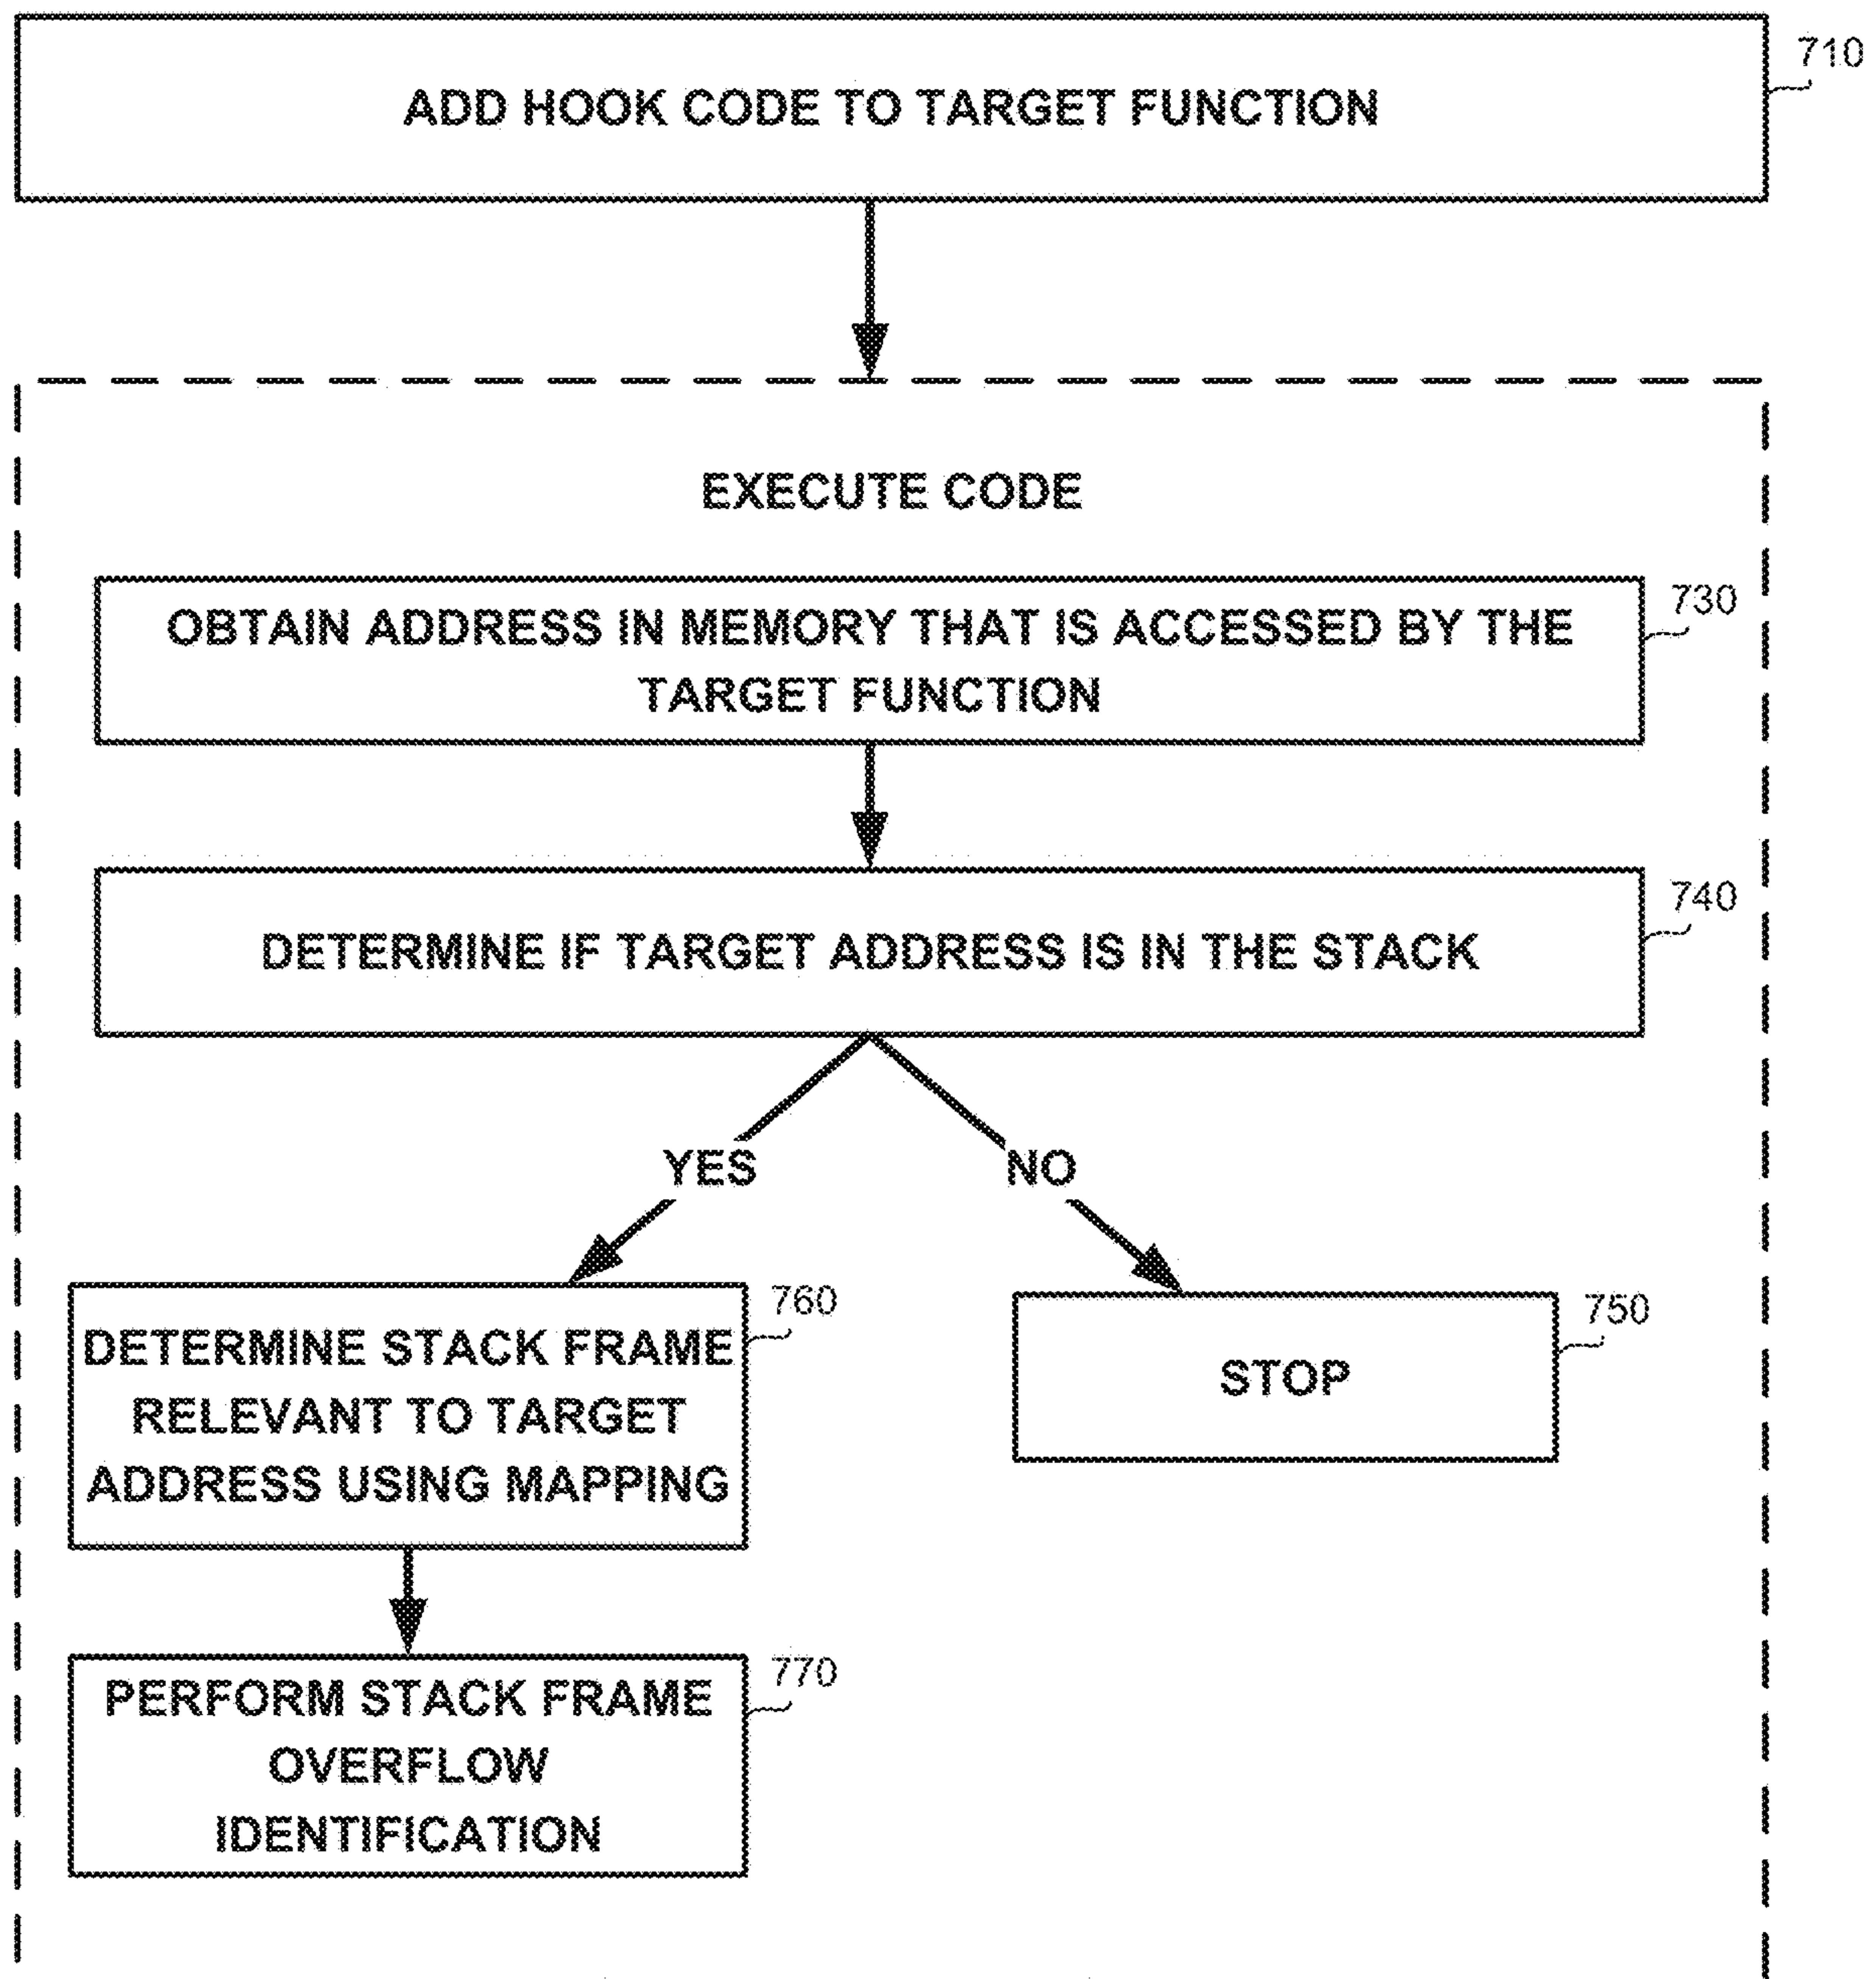 710
ADD HOOK CODE TO TARGET FUNCTION
EXECUTE CODE
730
OBTAIN ADDRESS IN MEMORY THAT IS ACCESSED BY THE
TARGET FUNCTION
740
DETERMINE IF TARGET ADDRESS IS IN THE STACK
YES
NO
760
DETERMINE STACK FRAME
RELEVANT TO TARGET
ADDRESS USING MAPPING
750
STOP
770
PERFORM STACK FRAME
OVERFLOW
IDENTIFICATION